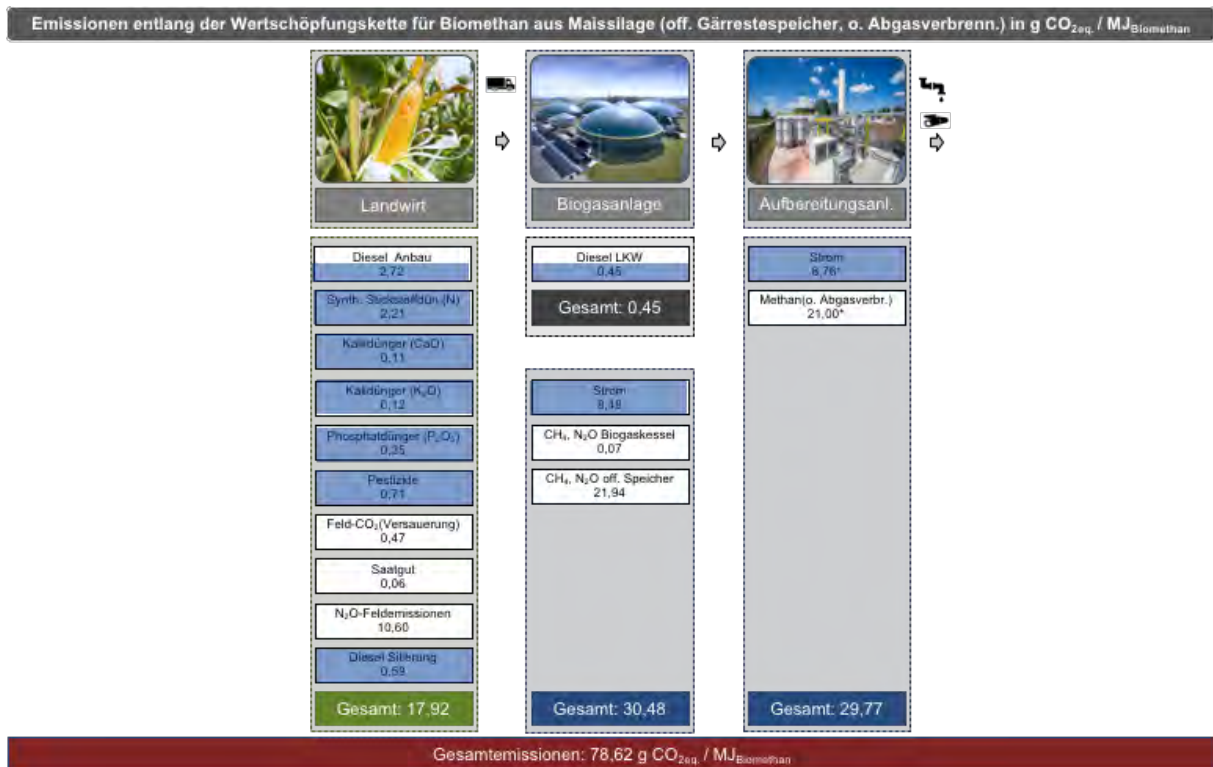 Emissionen entlang der Wertschöpfungskette für Biomethan aus Maissilage (off. Gärrestespeicher, o. Abgasverbrenn.) in g CO₂eq. / MJBiomethan
Landwirt
Biogasanlage
Aufbereitungsanl.
Diesel Anbau
2,72
Synth. Stickstoffdün.(N)
2,21
Kalkdünger (CaO)
0,11
Kalidünger (K₂O)
0,12
Phosphatdünger (P₂O₅)
0,35
Pestizide
0,71
Feld-CO₂(Versauerung)
0,47
Saatgut
0,06
N₂O-Feldemissionen
10,60
Diesel Silierung
0,59
Gesamt: 17,92
Diesel LKW
0,45
Gesamt: 0,45
Strom
CH₄, N₂O Biogaskessel
0,07
CH₄, N₂O off. Speicher
21,94
Gesamt: 30,48
Strom
8,76*
Methan(o. Abgasverbr.)
21,00*
Gesamt: 29,77
Gesamtemissionen: 78,62 g CO₂eq. / MJBiomethan